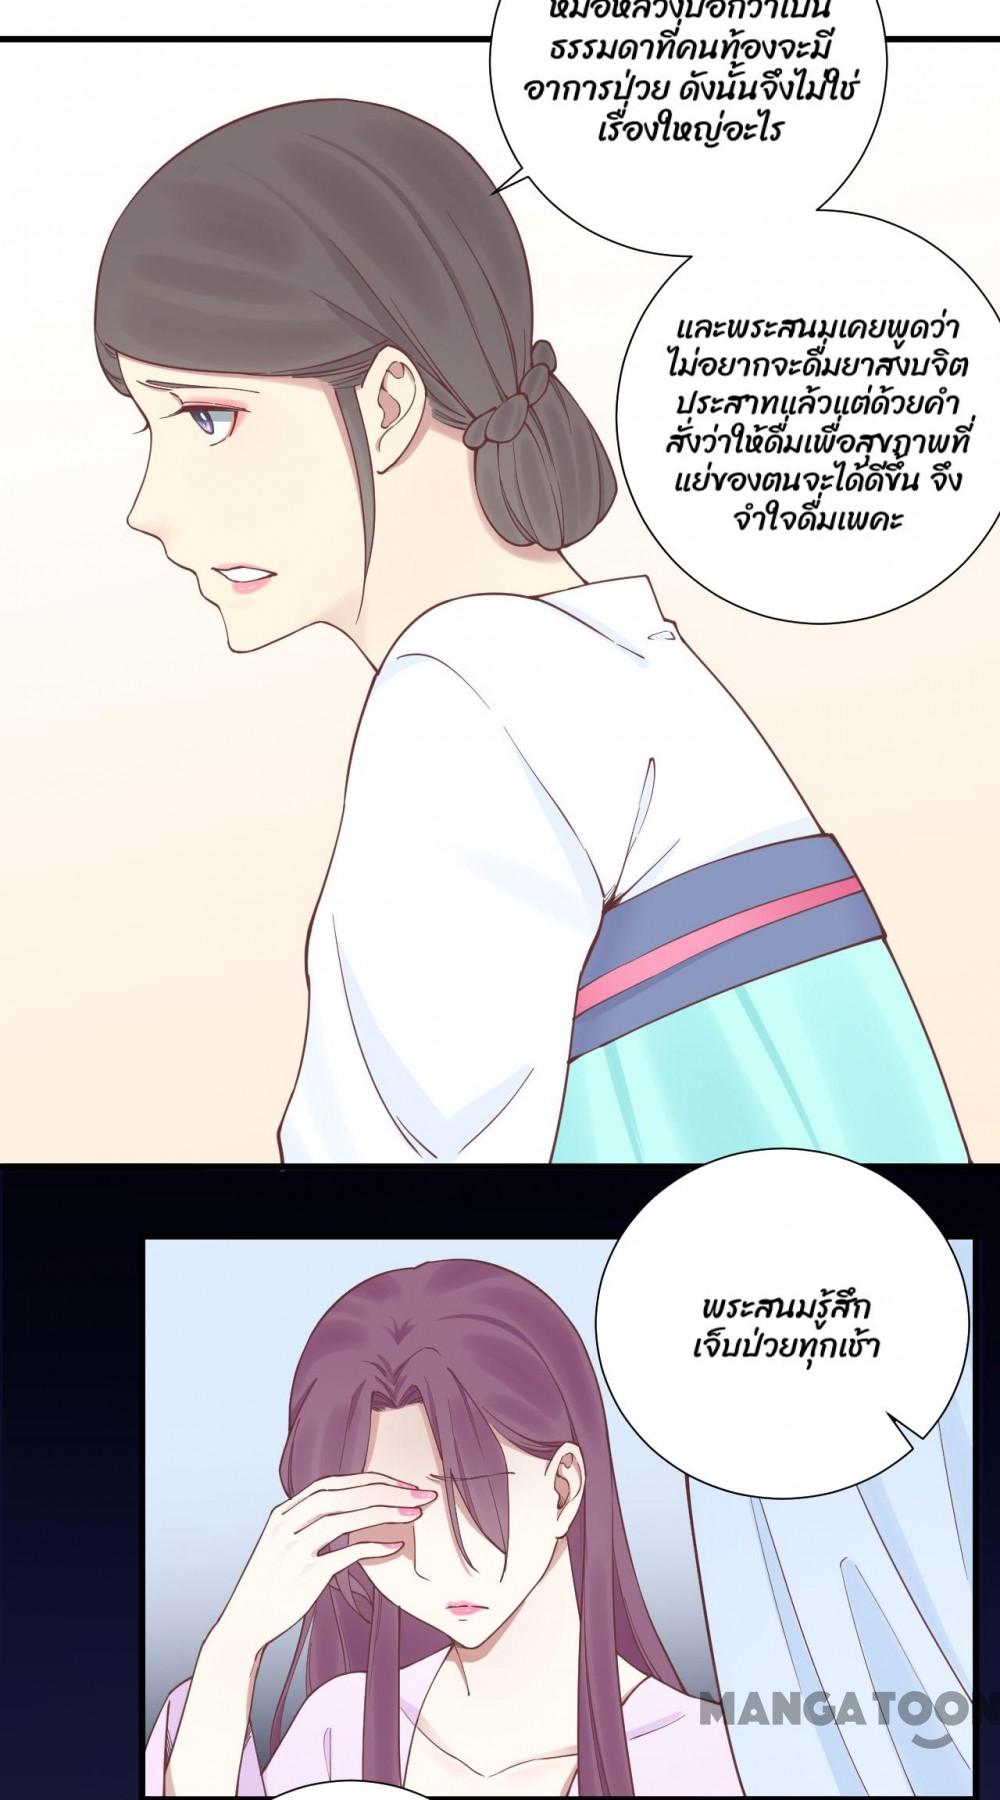 หมอหลวงบอกว่าเป็น
ธรรมดาที่คนท้องจะมี
อาการป่วย ดังนั้นจึงไม่ใช่
เรื่องใหญ่อะไร
และพระสนมเคยพูดว่า
ไม่อยากจะดื่มยาสงบจิต
ประสาทแล้วแต่ด้วยคำ
สั่งว่าให้ดื่มเพื่อสุขภาพที่
แย่ของตนจะได้ดีขึ้น จึง
จำใจดื่มเพคะ
พระสนมรู้สึก
เจ็บป่วยทุกเช้า
MANGATOON